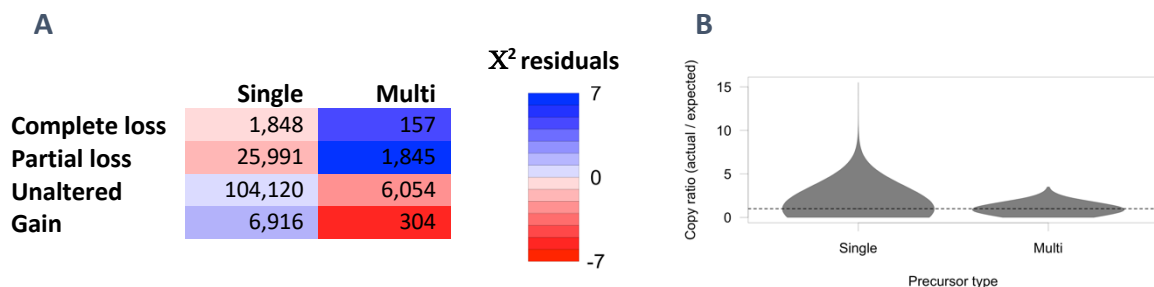 A
Single Multi
Complete loss 1,848 157
Partial loss 25,991 1,845
Unaltered 104,120 6,054
Gain 6,916 304
X² residuals
7
0
-7
B
Copy ratio (actual / expected)
15
10
5
0
Single Multi
Precursor type